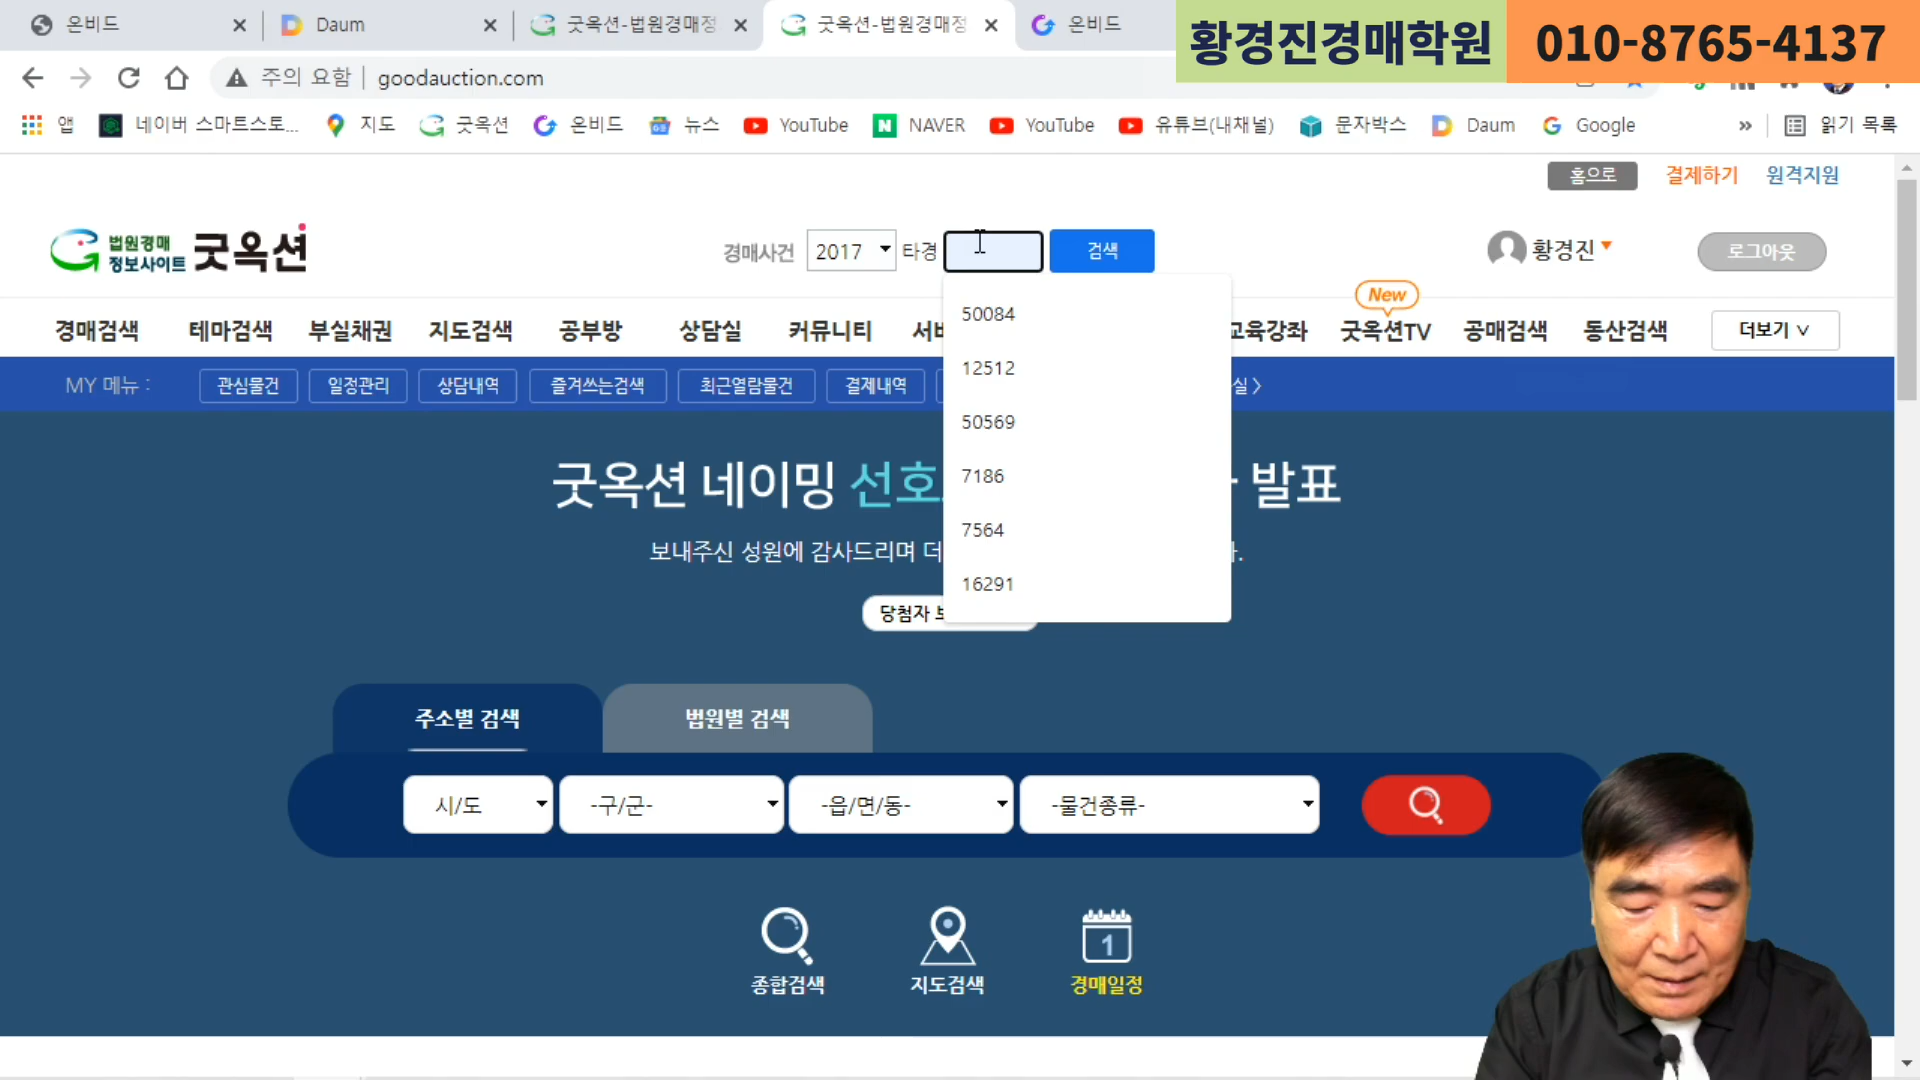 온비드
Daum
굿옥션-법원경매정
굿옥션-법원경매정
온비드
황경진경매학원
010-8765-4137
주의 요함
goodauction.com
앱
네이버 스마트스토...
지도
굿옥션
온비드
뉴스
YouTube
NAVER
YouTube
유튜브(내채널)
문자박스
Daum
Google
»
읽기 목록
홈으로
결제하기
원격지원
법원경매
정보사이트
굿옥션
경매사건
2017
타경
검색
황경진
로그아웃
New
경매검색
테마검색
부실채권
지도검색
공부방
상담실
커뮤니티
교육강좌
굿옥션TV
공매검색
동산검색
더보기 ∨
MY 메뉴 :
관심물건
일정관리
상담내역
즐겨쓰는검색
최근열람물건
결제내역
실 >
50084
12512
50569
7186
7564
16291
굿옥션 네이밍 선호
발표
보내주신 성원에 감사드리며 더
당첨자
주소별 검색
법원별 검색
시/도
-구/군-
-읍/면/동-
-물건종류-
종합검색
지도검색
1
경매일정